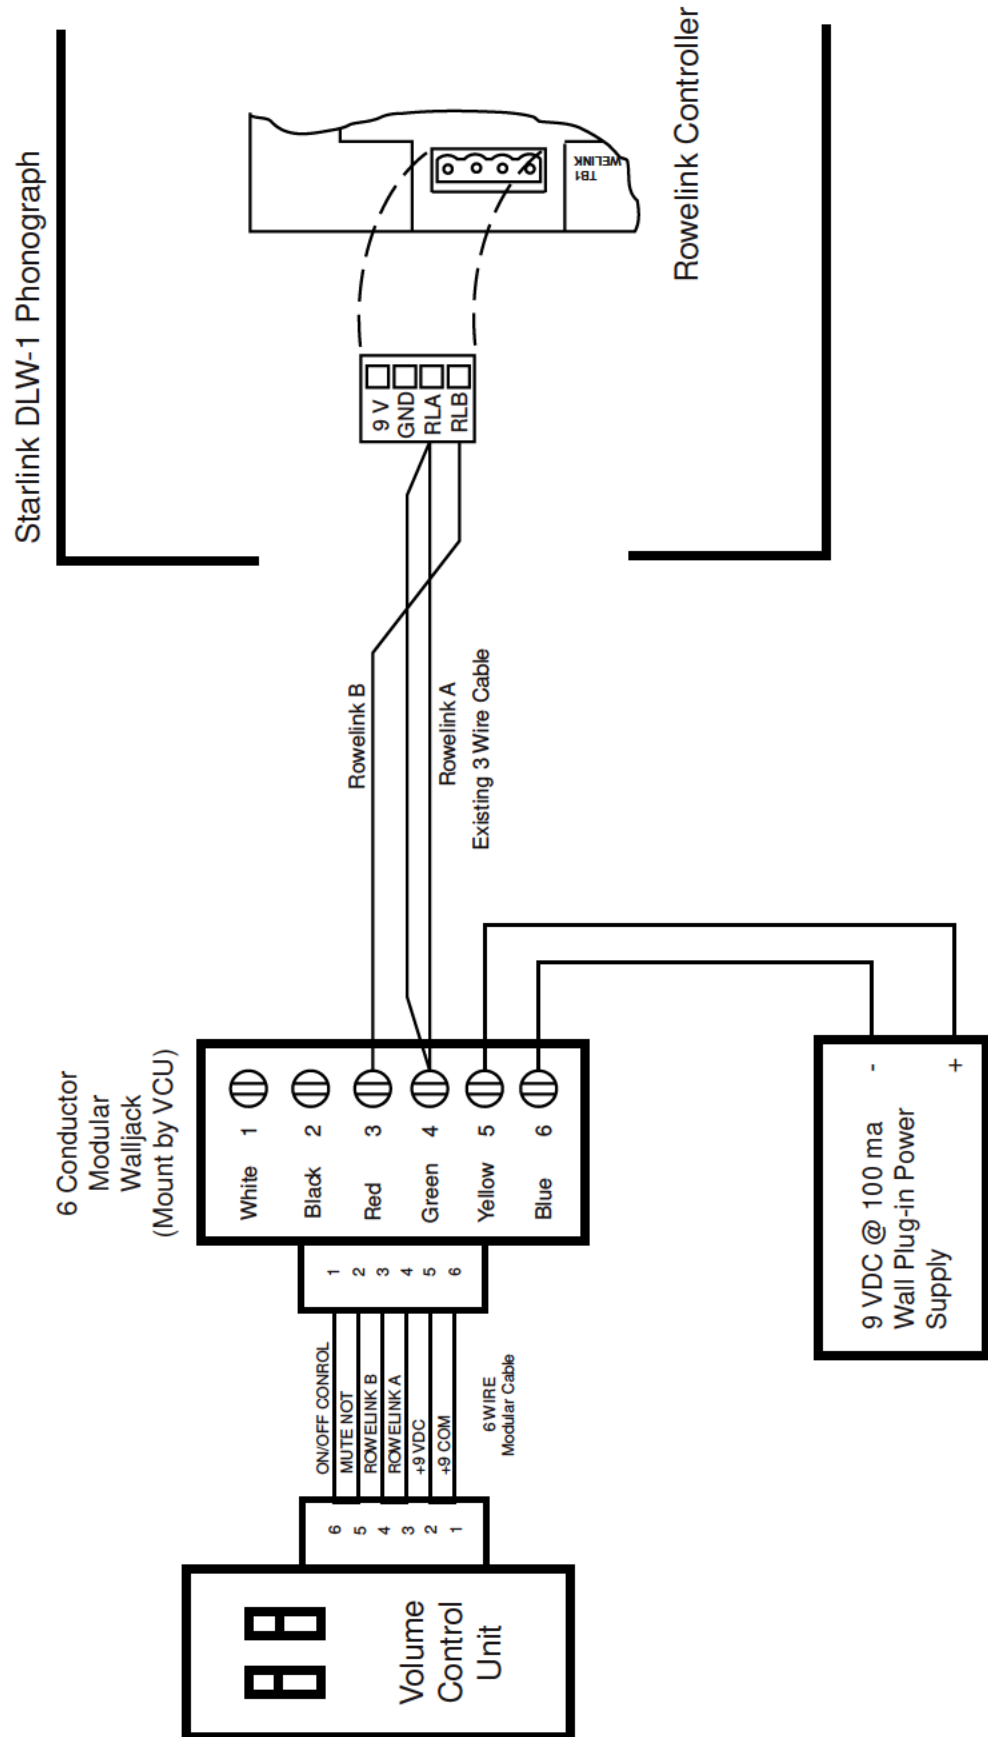 Starlink DLW-1 Phonograph
Rowelink Controller
TB1
WELINK
9 V
GND
RLA
RLB
Rowelink B
Rowelink A
Existing 3 Wire Cable
6 Conductor
Modular
Walljack
(Mount by VCU)
White 1
Black 2
Red 3
Green 4
Yellow 5
Blue 6
1
2
3
4
5
6
ON/OFF CONROL
MUTE NOT
ROWELINK B
ROWELINK A
+9 VDC
+9 COM
6 WIRE
Modular Cable
6
5
4
3
2
1
Volume
Control
Unit
9 VDC @ 100 ma
Wall Plug-in Power
Supply
-
+